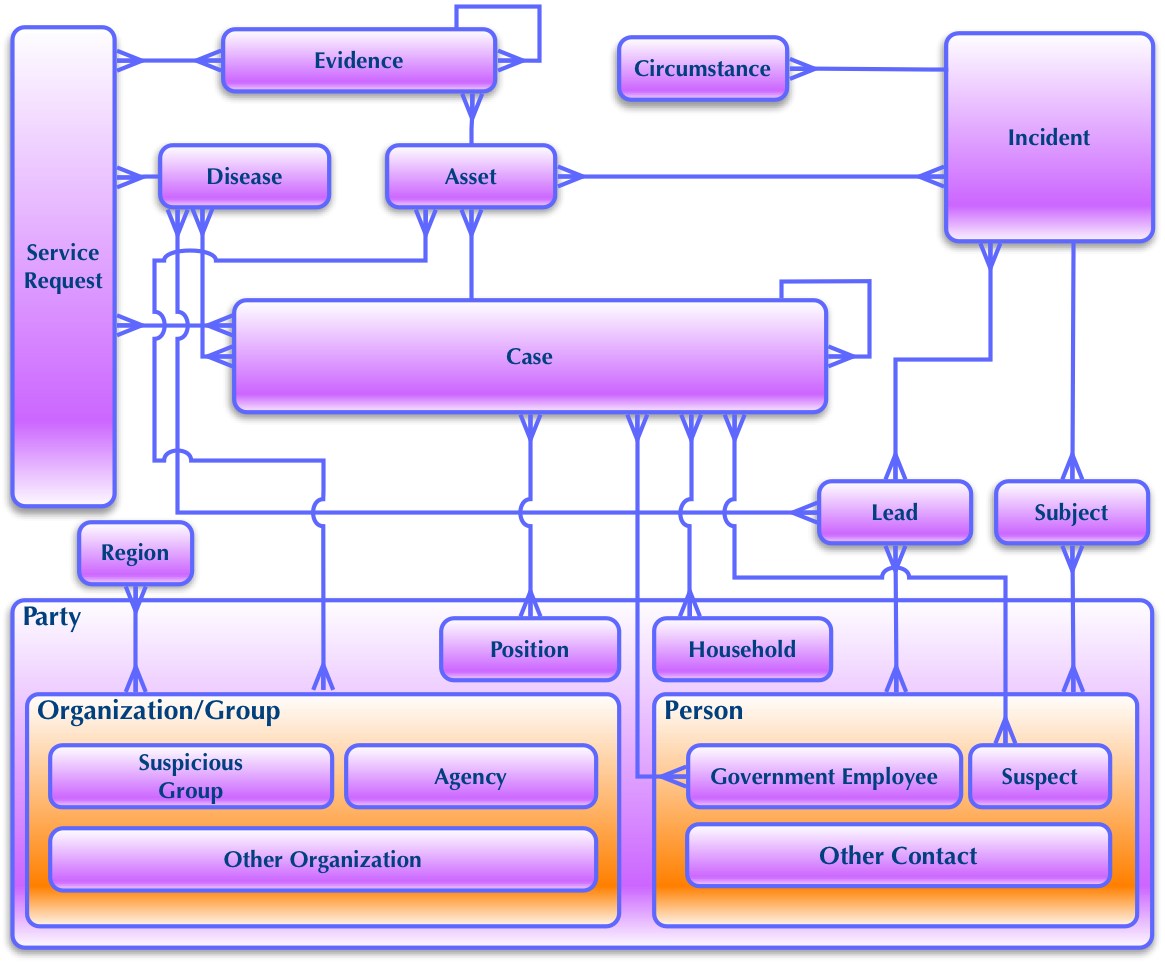 Evidence
Circumstance
Incident
Disease
Asset
Service
Request
Case
Lead
Subject
Region
Party
Position
Household
Organization/Group
Person
Suspicious
Group
Agency
Government Employee
Suspect
Other Organization
Other Contact